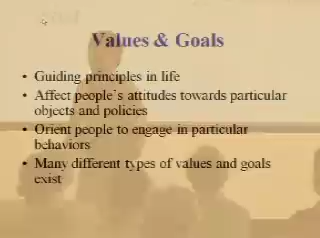 Values & Goals
• Guiding principles in life
• Affect people's attitudes towards particular
objects and policies
• Orient people to engage in particular
behaviors
• Many different types of values and goals
exist